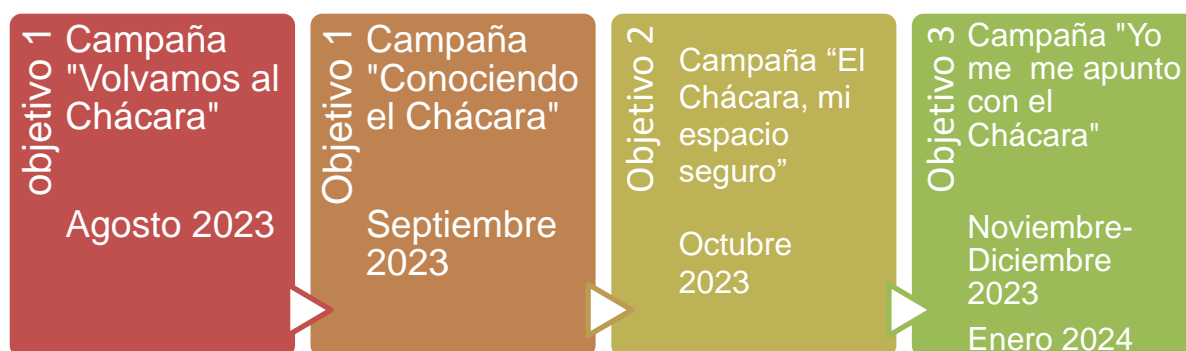 objetivo 1
Campaña
"Volvamos al
Chácara"
Agosto 2023
Objetivo 1
Campaña
"Conociendo
el Chácara"
Septiembre
2023
Objetivo 2
Campaña “El
Chácara, mi
espacio
seguro”
Octubre
2023
Objetivo 3
Campaña "Yo
me me apunto
con el
Chácara"
Noviembre-
Diciembre
2023
Enero 2024